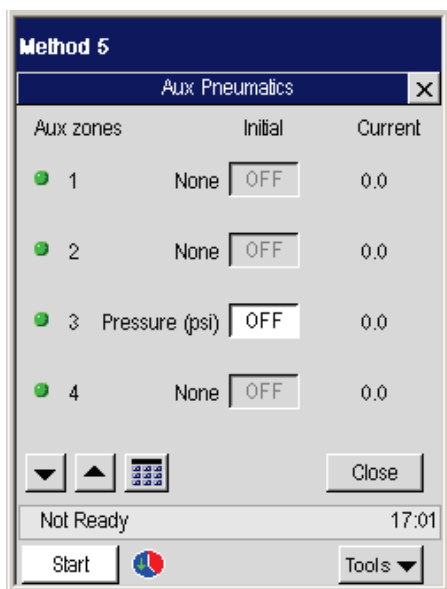 Method 5
Aux Pneumatics
Aux zones Initial Current
1 None OFF 0.0
2 None OFF 0.0
3 Pressure (psi) OFF 0.0
4 None OFF 0.0
Close
Not Ready 17:01
Start Tools